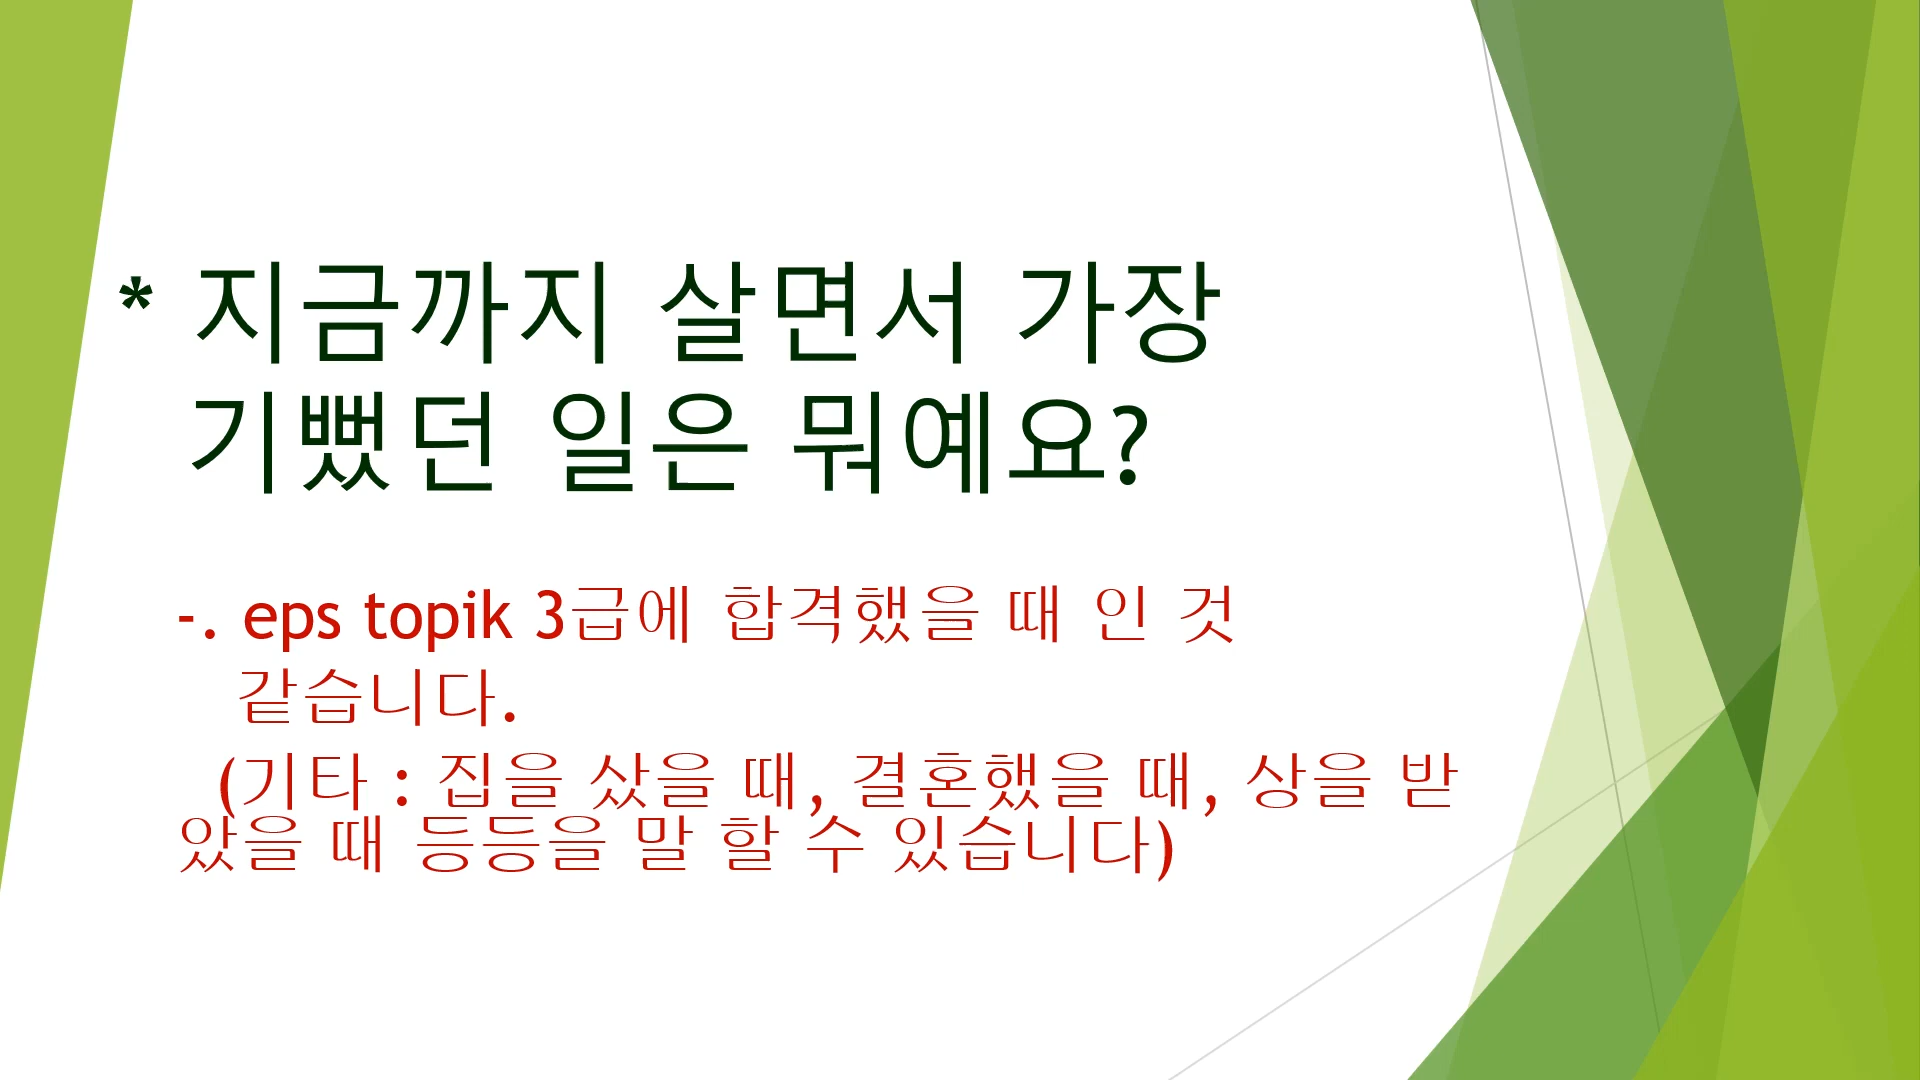 * 지금까지 살면서 가장
기뻤던 일은 뭐예요?
-. eps topik 3급에 합격했을 때 인 것
같습니다.
(기타 : 집을 샀을 때, 결혼했을 때, 상을 받
았을 때 등등을 말 할 수 있습니다)